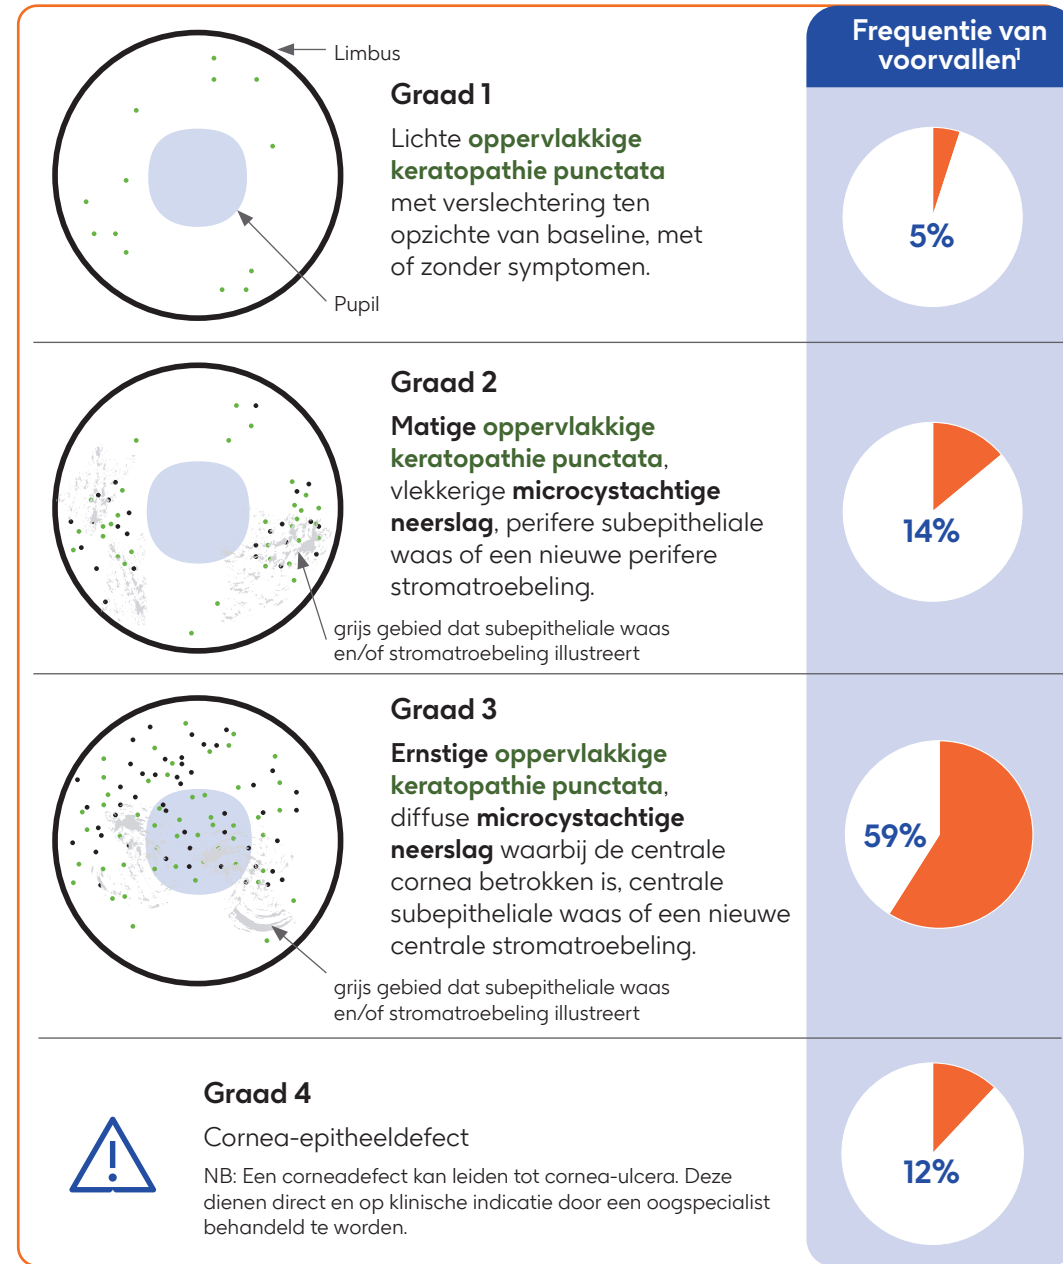 Frequentie van
voorvallen¹
Limbus
Graad 1
Lichte oppervlakkige
keratopathie punctata
met verslechtering ten
opzichte van baseline, met
of zonder symptomen.
Pupil
5%
Graad 2
Matige oppervlakkige
keratopathie punctata,
vlekkerige microcystachtige
neerslag, perifere subepitheliale
waas of een nieuwe perifere
stromatroebeling.
grijs gebied dat subepitheliale waas
en/of stromatroebeling illustreert
14%
Graad 3
Ernstige oppervlakkige
keratopathie punctata,
diffuse microcystachtige
neerslag waarbij de centrale
cornea betrokken is, centrale
subepitheliale waas of een nieuwe
centrale stromatroebeling.
grijs gebied dat subepitheliale waas
en/of stromatroebeling illustreert
59%
Graad 4
Cornea-epitheeldefect
NB: Een corneadefect kan leiden tot cornea-ulcera. Deze
dienen direct en op klinische indicatie door een oogspecialist
behandeld te worden.
12%